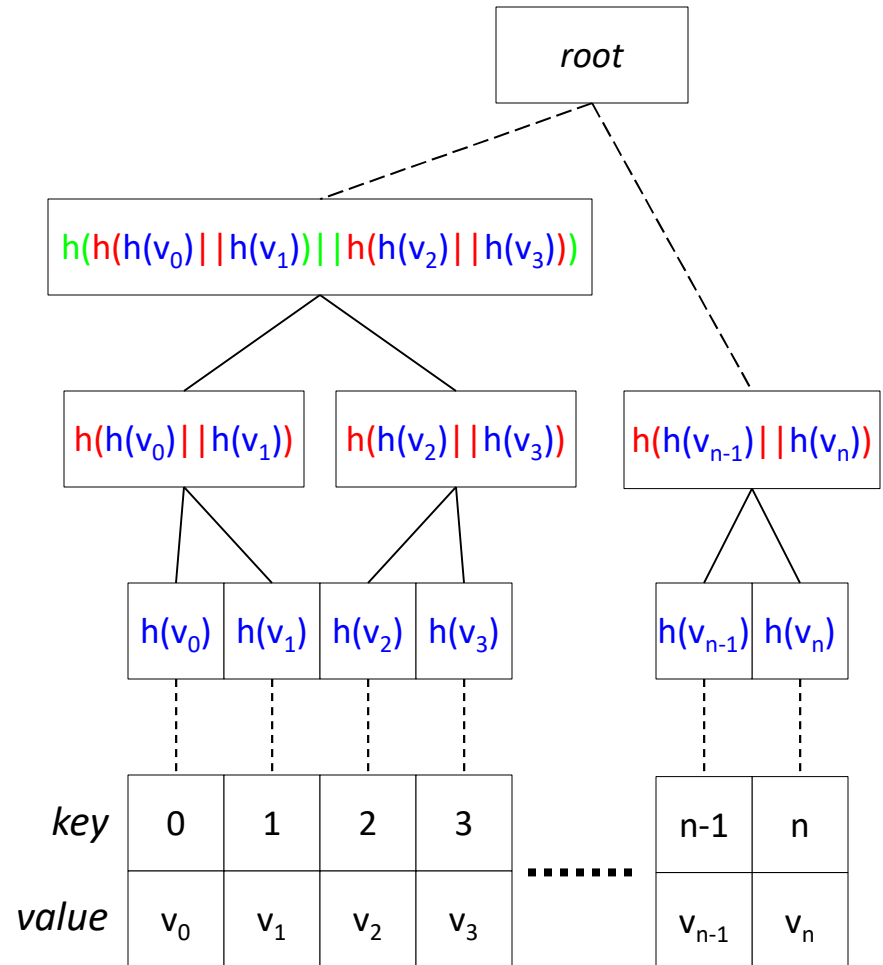 root
h(h(h(v₀)||h(v₁))||h(h(v₂)||h(v₃)))
h(h(v₀)||h(v₁)) h(h(v₂)||h(v₃)) h(h(vₙ₋₁)||h(vₙ))
h(v₀) h(v₁) h(v₂) h(v₃) h(vₙ₋₁) h(vₙ)
key 0 1 2 3 n-1 n
value v₀ v₁ v₂ v₃ vₙ₋₁ vₙ